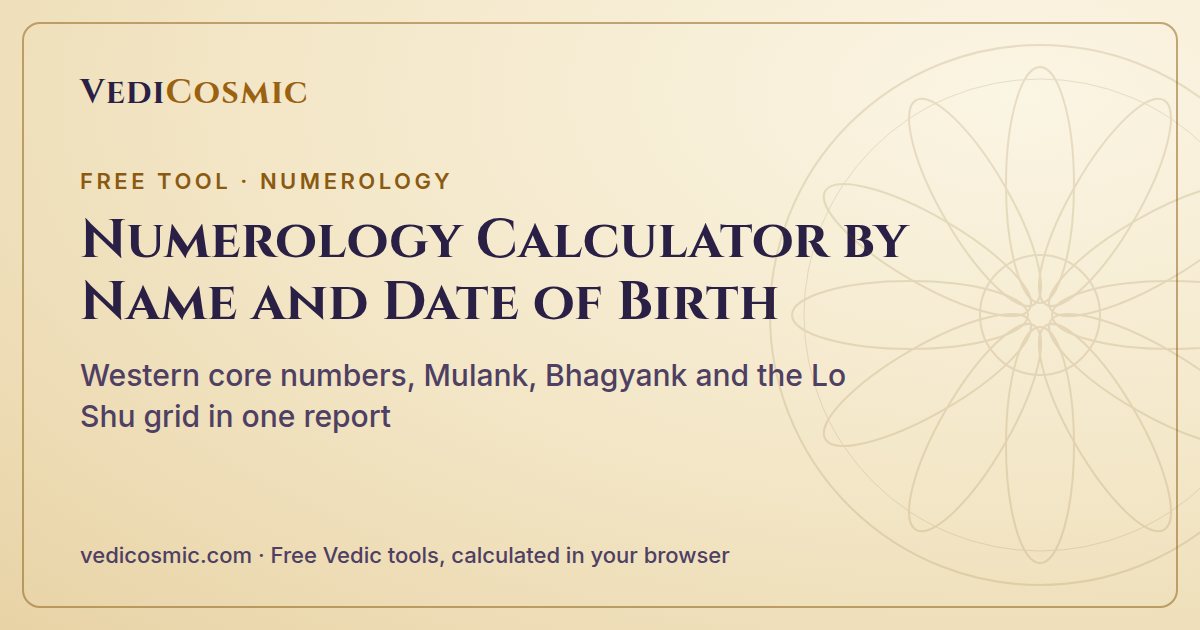 VediCosmic
FREE TOOL · NUMEROLOGY
Numerology Calculator by
Name and Date of Birth
Western core numbers, Mulank, Bhagyank and the Lo
Shu grid in one report
vedicosmic.com · Free Vedic tools, calculated in your browser